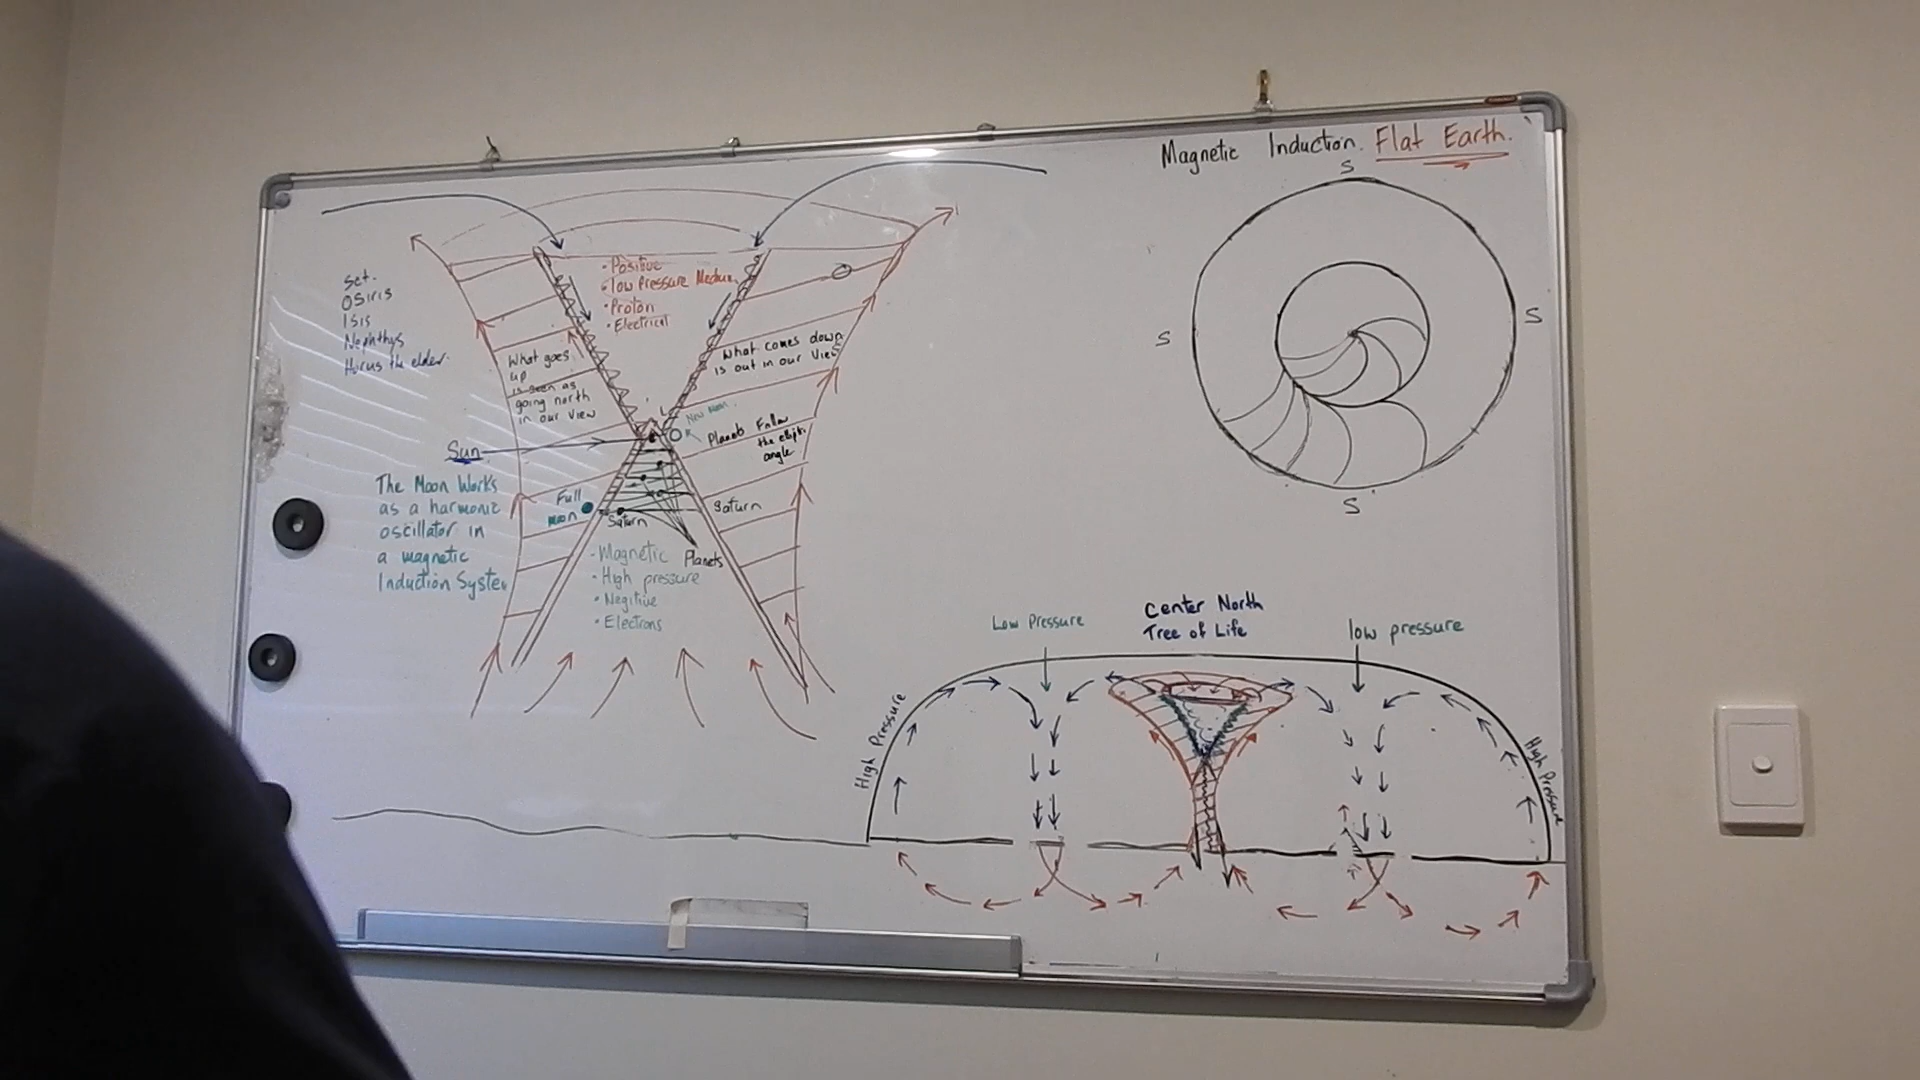 Magnetic Induction. Flat Earth.
S
S
S
S
Set.
Osiris
Isis
Nephthys
Horus the elder.
• Positive
• low Pressure Medium
• Proton
• Electrical
What goes
up
is seen as
going north
in our View
What comes down
is out in our View
New Moon
Planets Follow
the
angle
Sun
The Moon Works
as a harmonic
oscillator in
a magnetic
Induction System
Full
moon
Saturn
Saturn
Planets
- Magnetic
• High pressure
• Negitive
• Electrons
Low Pressure
Center North
Tree of Life
low pressure
High Pressure
High Pressure